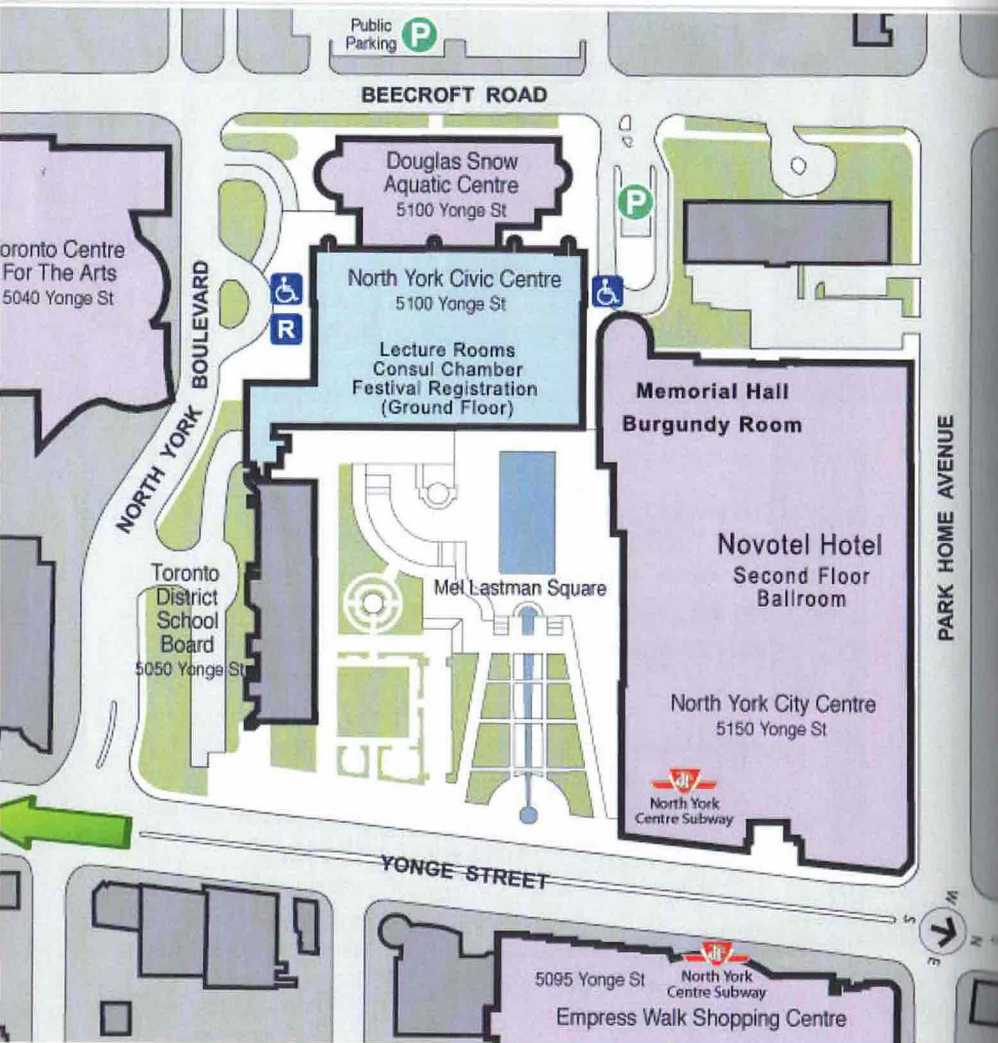 Public
Parking
P
BEECROFT ROAD
Douglas Snow
Aquatic Centre
5100 Yonge St
P
oronto Centre
For The Arts
5040 Yonge St
NORTH YORK BOULEVARD
North York Civic Centre
5100 Yonge St
R
Lecture Rooms
Consul Chamber
Festival Registration
(Ground Floor)
Memorial Hall
Burgundy Room
PARK HOME AVENUE
Novotel Hotel
Second Floor
Ballroom
Toronto
District
School
Board
5050 Yonge St
Mel Lastman Square
North York City Centre
5150 Yonge St
North York
Centre Subway
YONGE STREET
W
S
N
E
5095 Yonge St
North York
Centre Subway
Empress Walk Shopping Centre